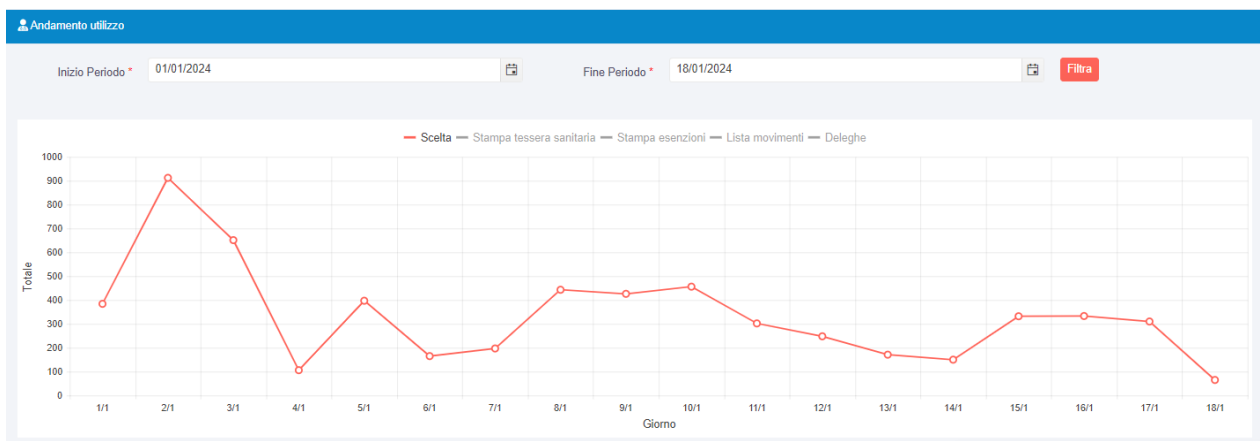 Andamento utilizzo
Inizio Periodo * 01/01/2024 Fine Periodo * 18/01/2024 Filtra
Scelta Stampa tessera sanitaria Stampa esenzioni Lista movimenti Deleghe
Totale
1000
900
800
700
600
500
400
300
200
100
0
1/1 2/1 3/1 4/1 5/1 6/1 7/1 8/1 9/1 10/1 11/1 12/1 13/1 14/1 15/1 16/1 17/1 18/1
Giorno